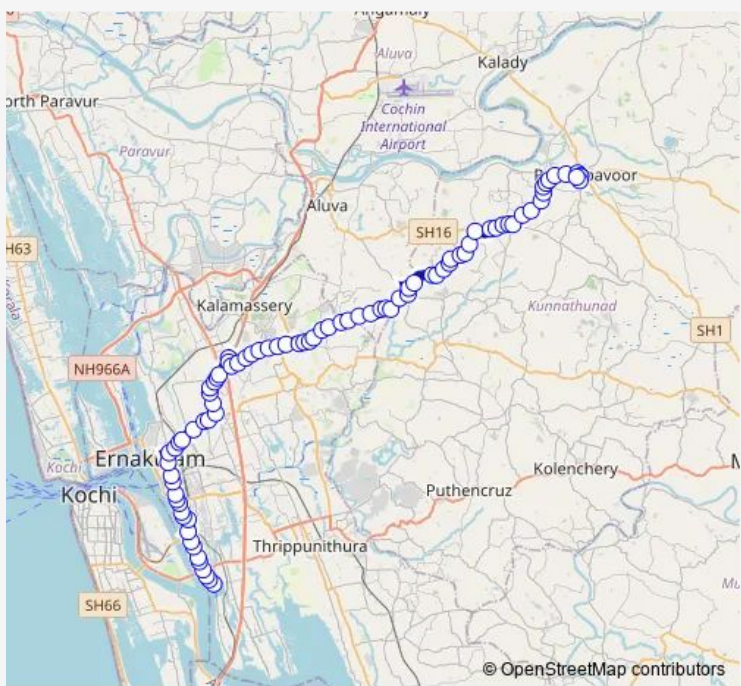 Angamaly
Aluva
Kalady
Cochin
International
Airport
orth Paravur
Paravur
Aluva
SH16
H63
Kalamassery
Kunnathunad
SH1
NH966A
Kochi
Kolenchery
Kochi
Puthencruz
Thrippunithura
SH66
© OpenStreetMap contributors